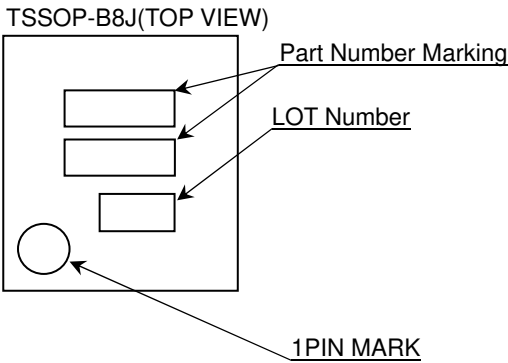 TSSOP-B8J(TOP VIEW)
Part Number Marking
LOT Number
1PIN MARK